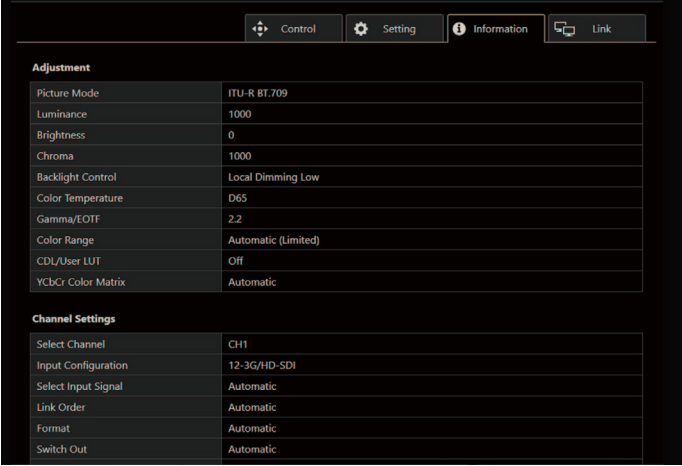 Control Setting Information Link
Adjustment
Picture Mode ITU-R BT.709
Luminance 1000
Brightness 0
Chroma 1000
Backlight Control Local Dimming Low
Color Temperature D65
Gamma/EOTF 2.2
Color Range Automatic (Limited)
CDL/User LUT Off
YCbCr Color Matrix Automatic
Channel Settings
Select Channel CH1
Input Configuration 12-3G/HD-SDI
Select Input Signal Automatic
Link Order Automatic
Format Automatic
Switch Out Automatic